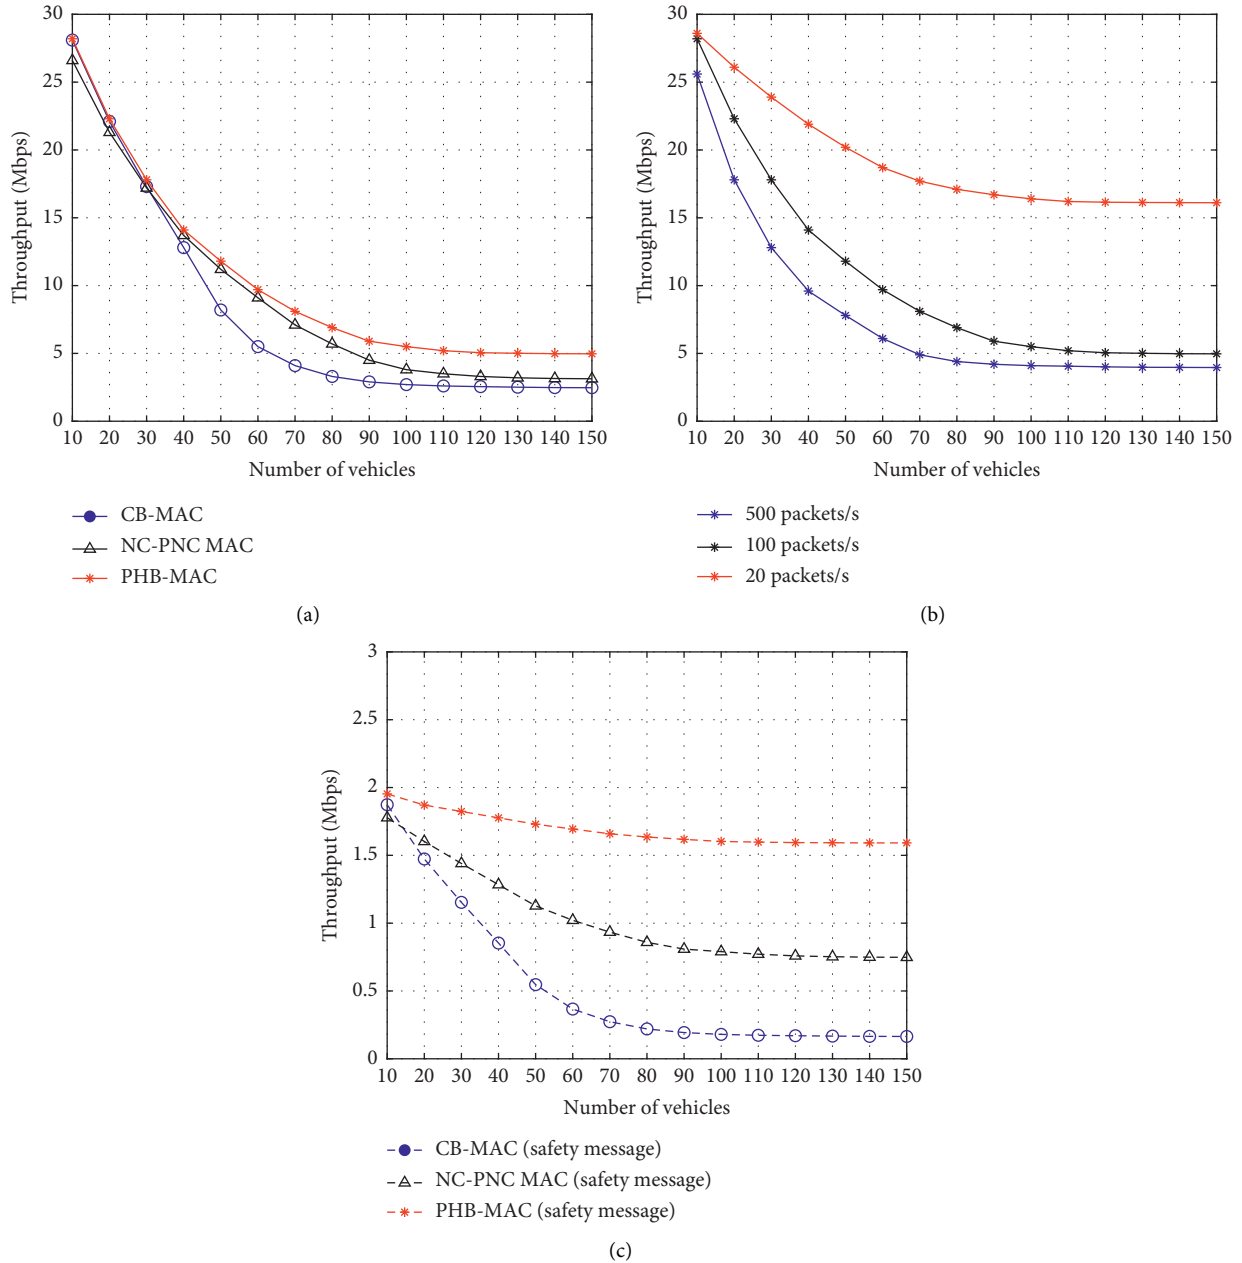 30
25
20
15
10
5
0
Throughput (Mbps)
10 20 30 40 50 60 70 80 90 100 110 120 130 140 150
Number of vehicles
CB-MAC
NC-PNC MAC
PHB-MAC
(a)
30
25
20
15
10
5
0
Throughput (Mbps)
10 20 30 40 50 60 70 80 90 100 110 120 130 140 150
Number of vehicles
500 packets/s
100 packets/s
20 packets/s
(b)
3
2.5
2
1.5
1
0.5
0
Throughput (Mbps)
10 20 30 40 50 60 70 80 90 100 110 120 130 140 150
Number of vehicles
CB-MAC (safety message)
NC-PNC MAC (safety message)
PHB-MAC (safety message)
(c)